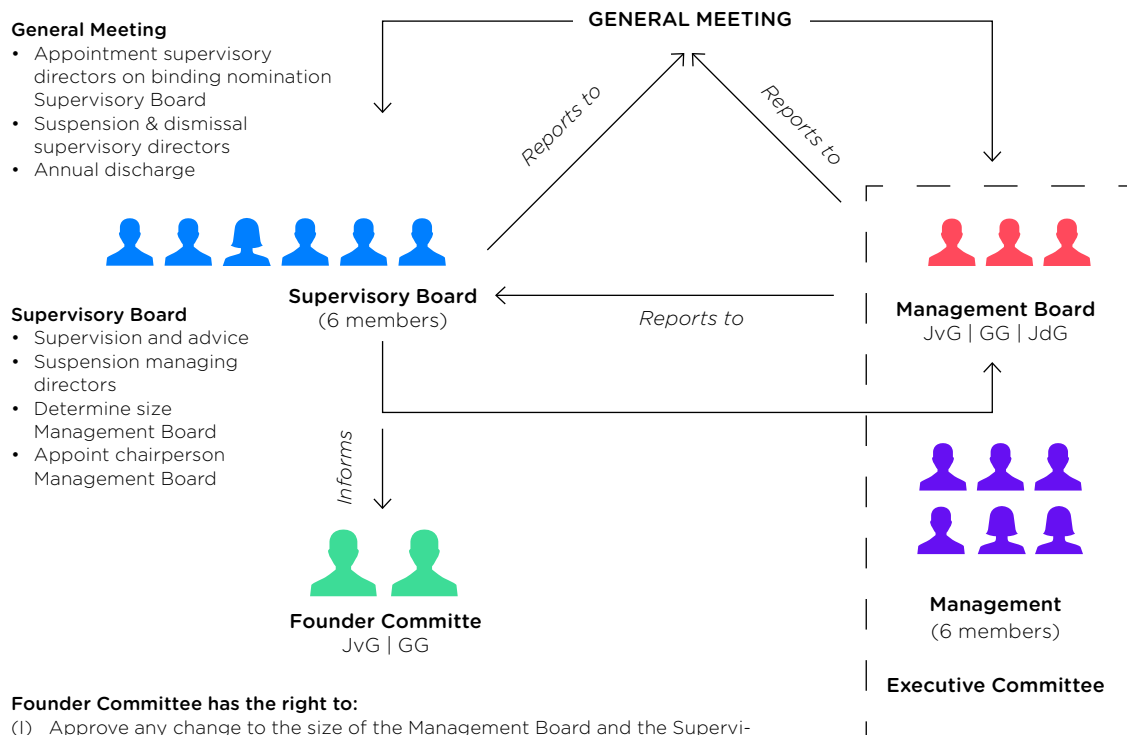 GENERAL MEETING
General Meeting
• Appointment supervisory
directors on binding nomination
Supervisory Board
• Suspension & dismissal
supervisory directors
• Annual discharge
Reports to
Reports to
Supervisory Board
(6 members)
Reports to
Management Board
JvG | GG | JdG
Supervisory Board
• Supervision and advice
• Suspension managing
directors
• Determine size
Management Board
• Appoint chairperson
Management Board
Informs
Founder Committe
JvG | GG
Management
(6 members)
Executive Committee
Founder Committee has the right to:
(I) Approve any change to the size of the Management Board and the Supervi-